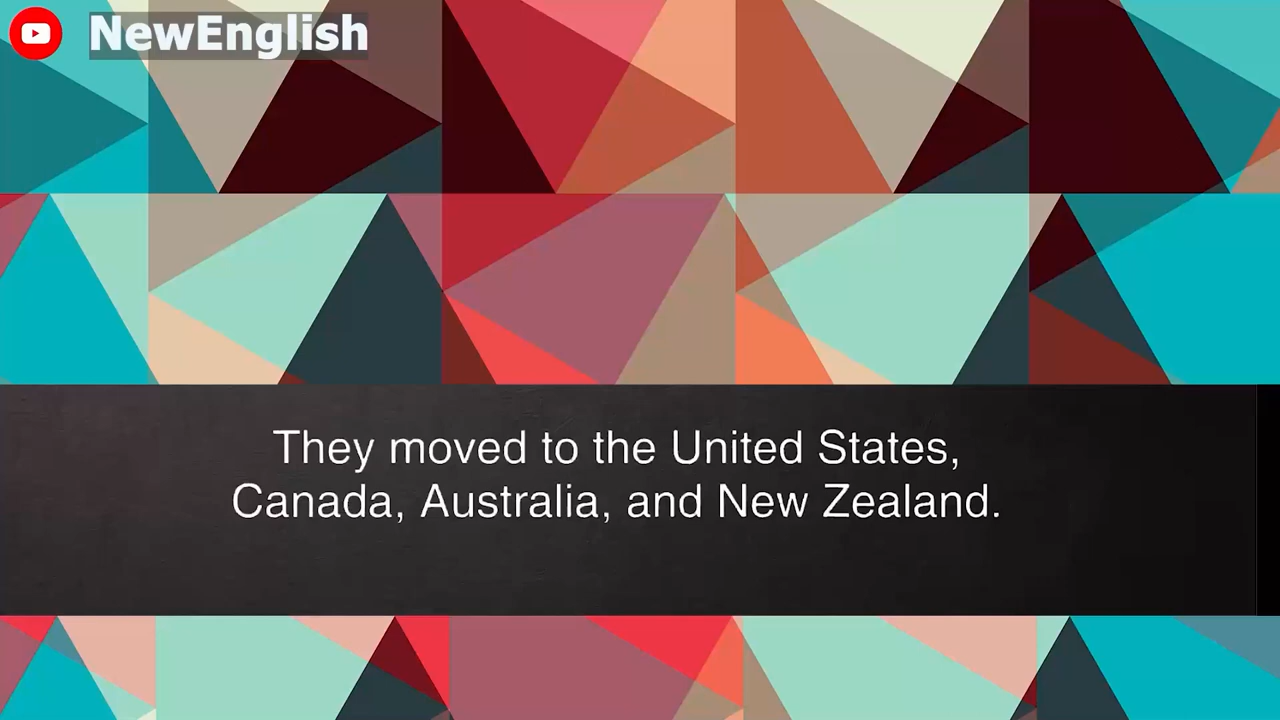 NewEnglish
They moved to the United States,
Canada, Australia, and New Zealand.